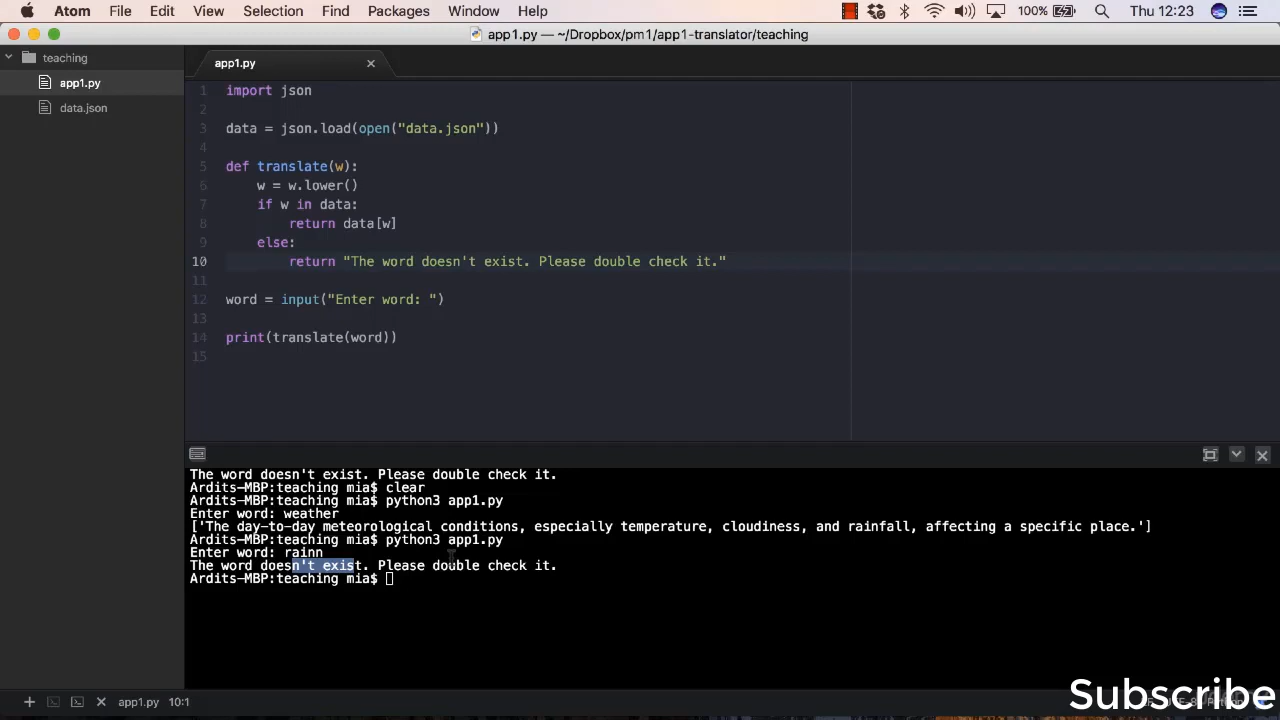 Atom File Edit View Selection Find Packages Window Help 100% Thu 12:23
app1.py — ~/Dropbox/pm1/app1-translator/teaching
teaching
app1.py
data.json
app1.py
1 import json
2
3 data = json.load(open("data.json"))
4
5 def translate(w):
6 w = w.lower()
7 if w in data:
8 return data[w]
9 else:
10 return "The word doesn't exist. Please double check it."
11
12 word = input("Enter word: ")
13
14 print(translate(word))
15
The word doesn't exist. Please double check it.
Ardits-MBP:teaching mia$ clear
Ardits-MBP:teaching mia$ python3 app1.py
Enter word: weather
['The day-to-day meteorological conditions, especially temperature, cloudiness, and rainfall, affecting a specific place.']
Ardits-MBP:teaching mia$ python3 app1.py
Enter word: rainn
The word doesn't exist. Please double check it.
Ardits-MBP:teaching mia$
app1.py 10:1
Subscribe